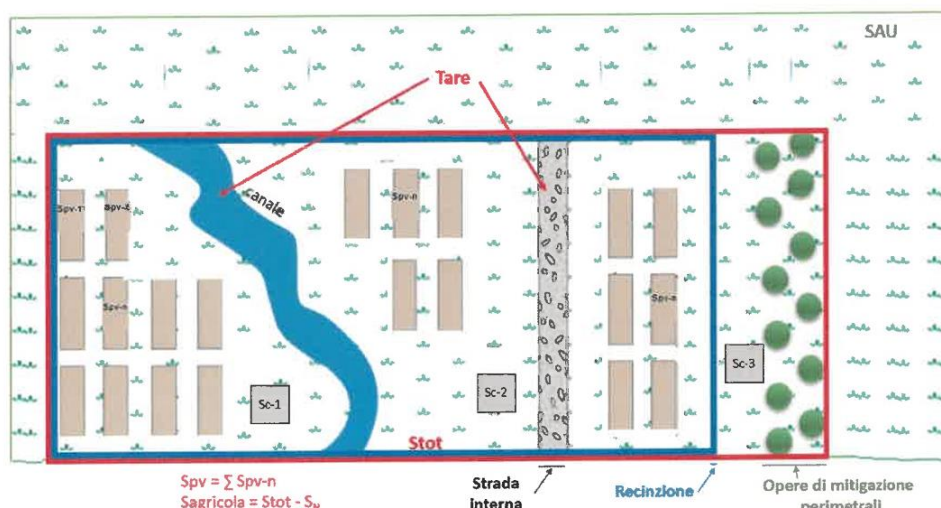 SAU
Tare
canale
Spv-1
Spv-2
Spv-n
Spv-n
Spv-n
Sc-1
Sc-2
Sc-3
Stot
Spv = ∑ Spv-n
Sagricola = Stot - S_N
Strada
interna
Recinzione
Opere di mitigazione
perimetrali